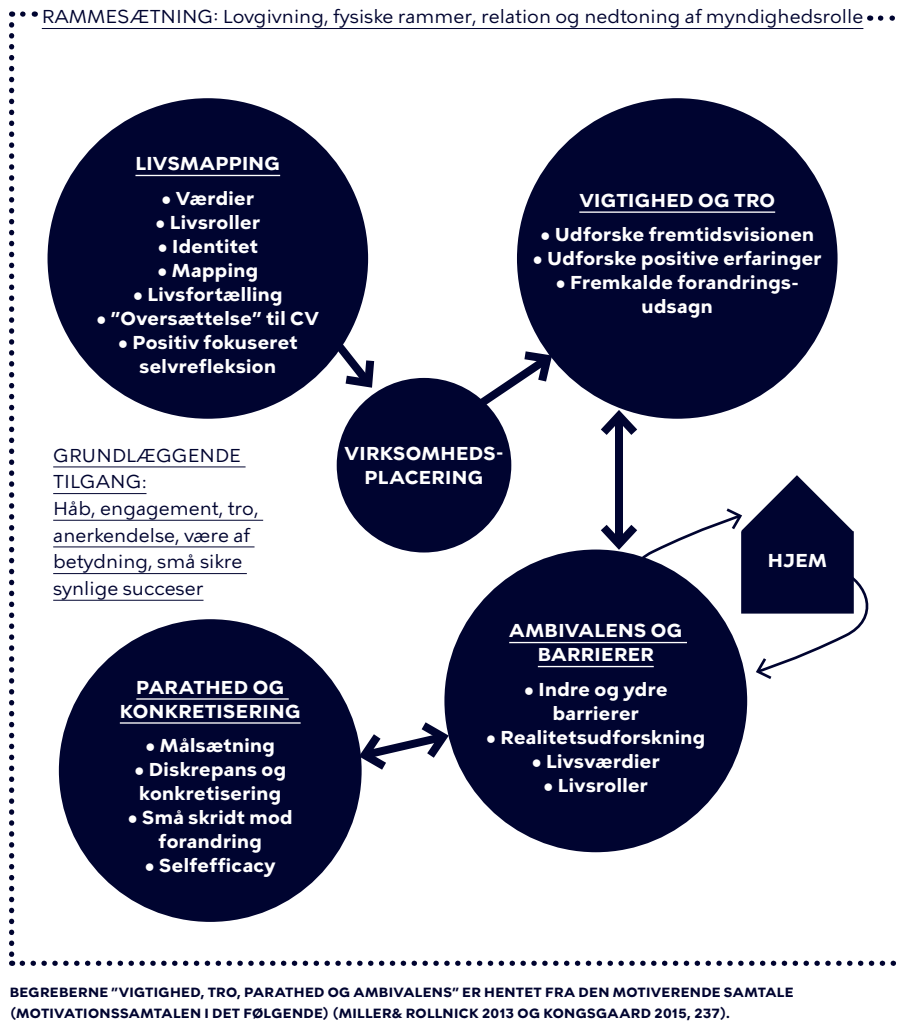 RAMMESÆTNING: Lovgivning, fysiske rammer, relation og nedtoning af myndighedsrolle
LIVSMAPPING
• Værdier
• Livsroller
• Identitet
• Mapping
• Livsfortælling
• ”Oversættelse” til CV
• Positiv fokuseret
selvrefleksion
VIGTIGHED OG TRO
• Udforske fremtidsvisionen
• Udforske positive erfaringer
• Fremkalde forandrings-
udsagn
VIRKSOMHEDS-
PLACERING
GRUNDLÆGGENDE
TILGANG:
Håb, engagement, tro,
anerkendelse, være af
betydning, små sikre
synlige succeser
HJEM
AMBIVALENS OG
BARRIERER
• Indre og ydre
barrierer
• Realitetsudforskning
• Livsværdier
• Livsroller
PARATHED OG
KONKRETISERING
• Målsætning
• Diskrepans og
konkretisering
• Små skridt mod
forandring
• Selfefficacy
BEGREBERNE ”VIGTIGHED, TRO, PARATHED OG AMBIVALENS” ER HENTET FRA DEN MOTIVERENDE SAMTALE
(MOTIVATIONSSAMTALEN I DET FØLGENDE) (MILLER& ROLLNICK 2013 OG KONGSGAARD 2015, 237).